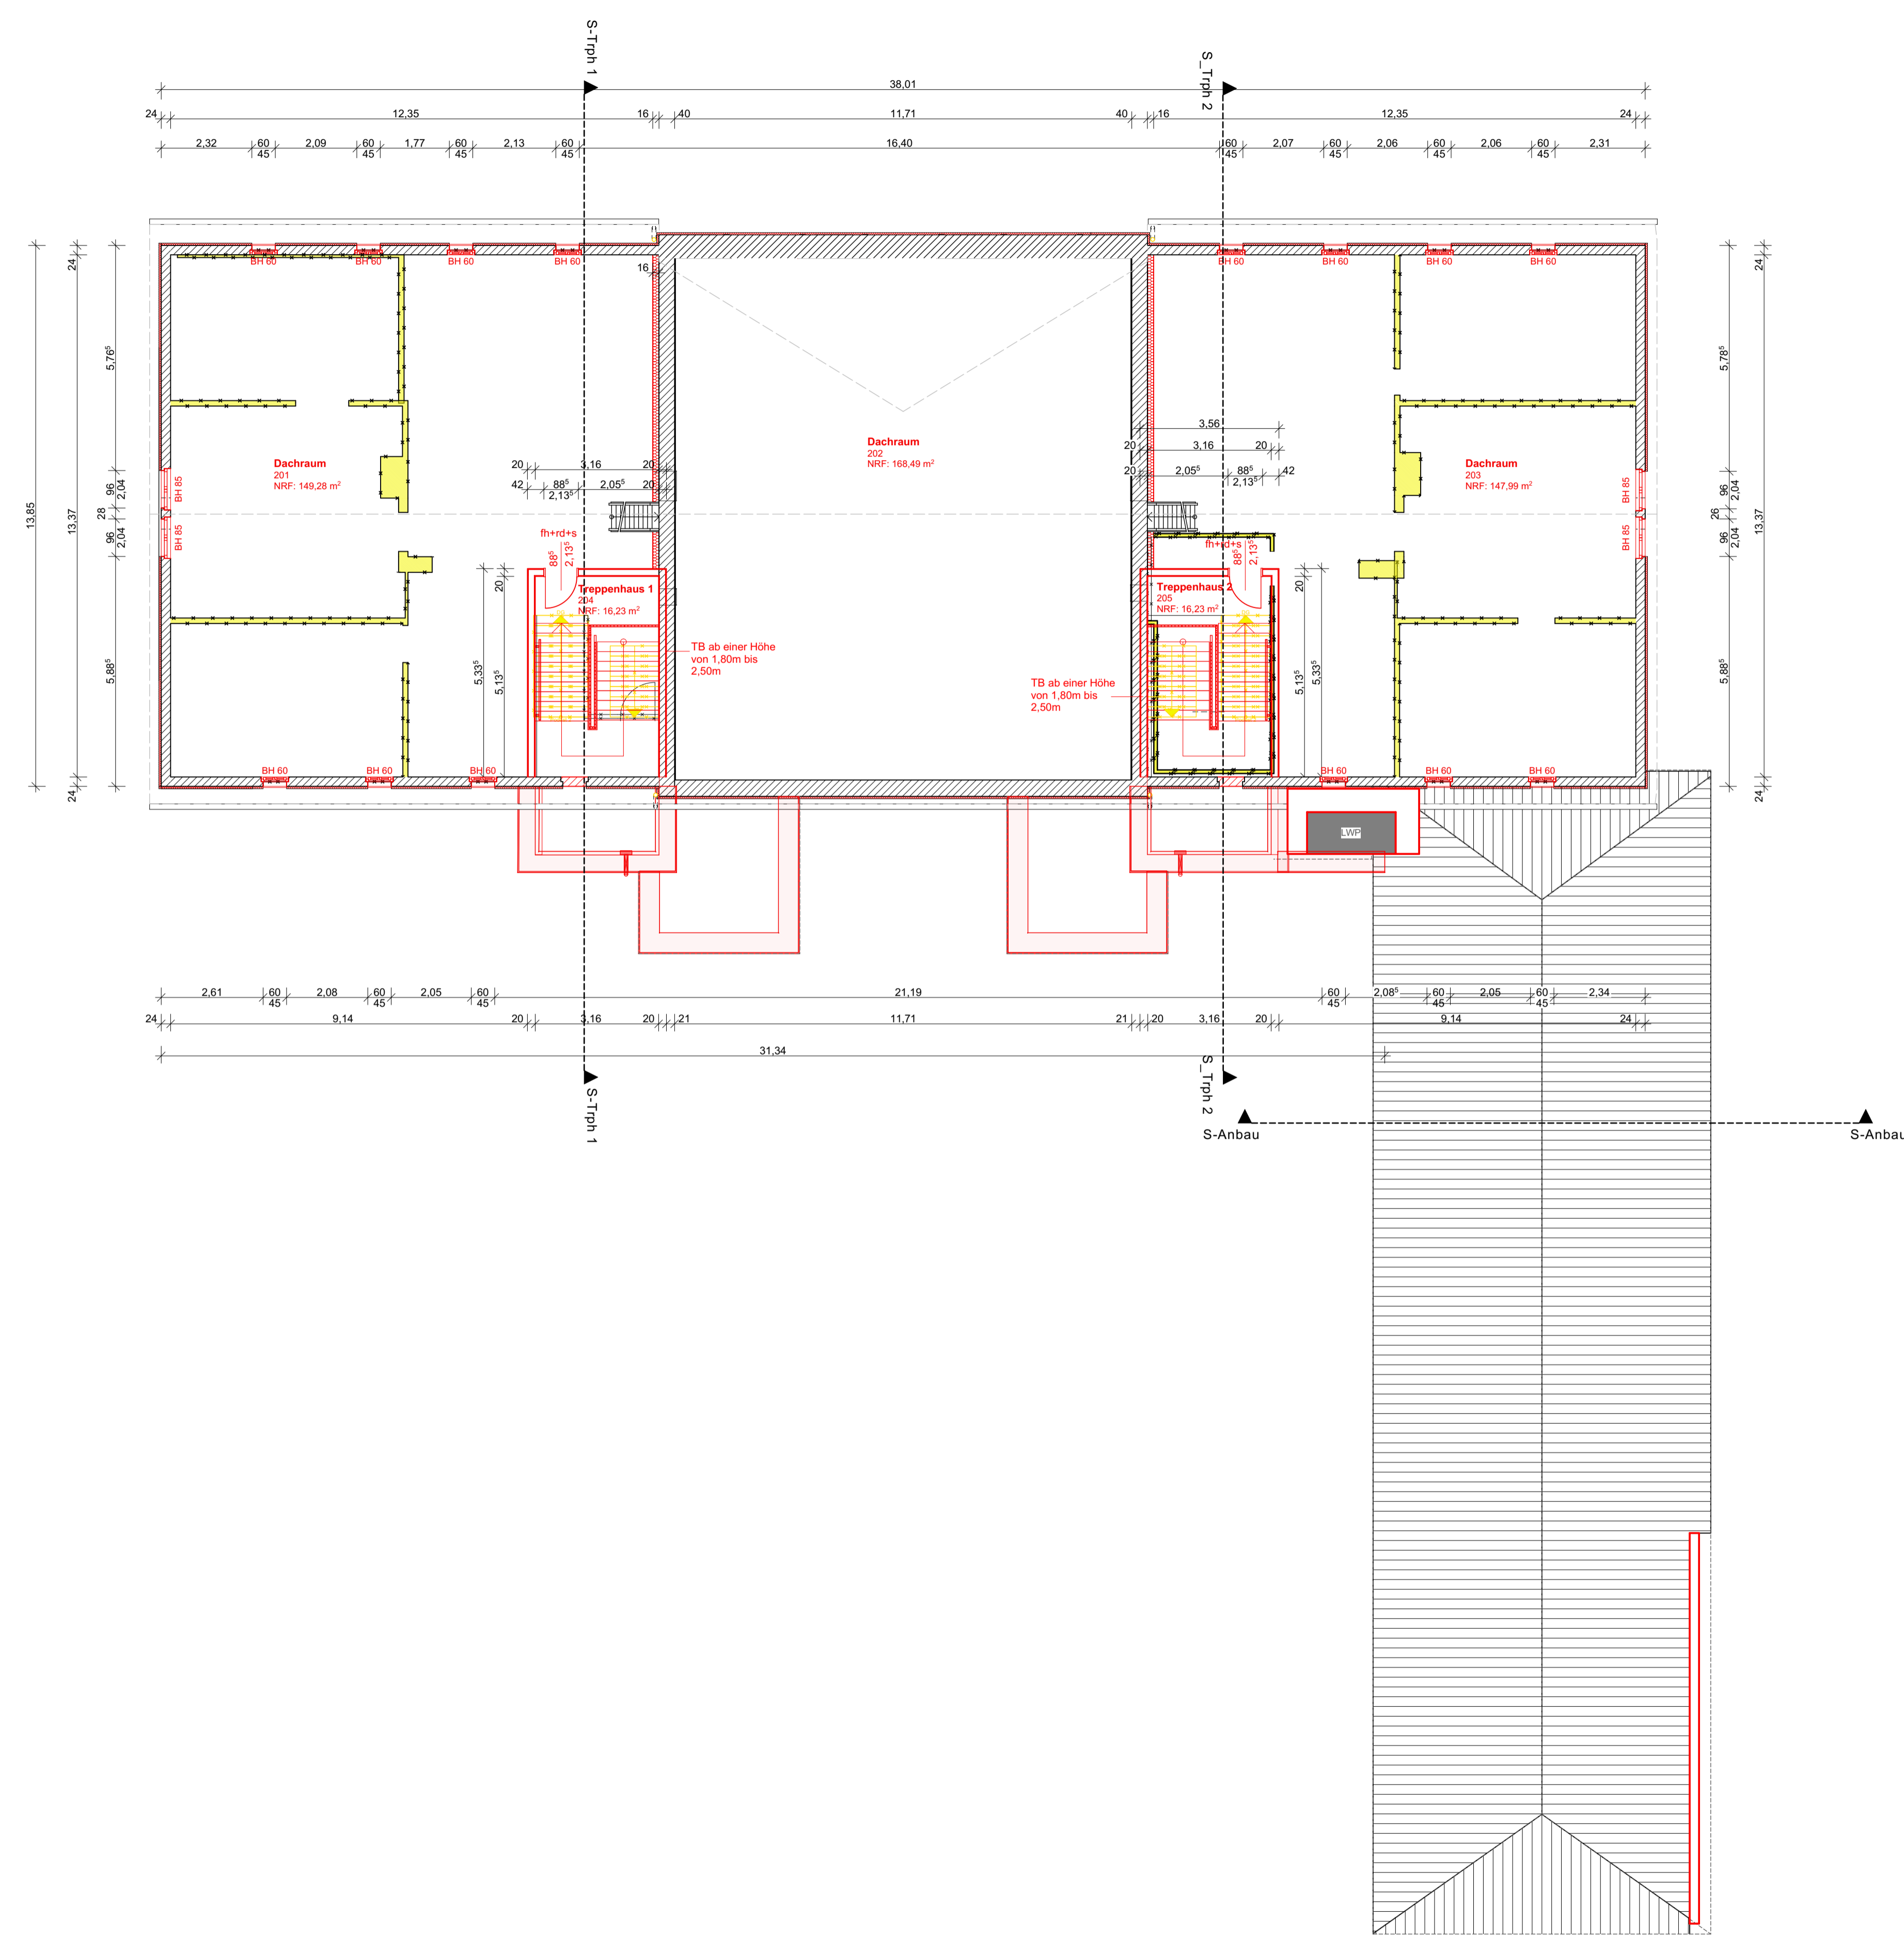 S-Trph 1
S_Trph 2
38,01
24 12,35 16 40 11,71 40 16 12,35 24
2,32 60 2,09 60 1,77 60 2,13 60 16,40 60 2,07 60 2,06 60 2,06 60 2,31
45 45 45 45 45 45 45 45
BH 60 BH 60 BH 60 BH 60 BH 60 BH 60 BH 60 BH 60
16
24
24
5,76⁵
5,78⁵
13,85
13,37
13,37
96
2,04
28
96
2,04
96
2,04
26
96
2,04
5,88⁵
5,88⁵
24
24
BH 85
BH 85
BH 85
BH 85
Dachraum
201
NRF: 149,28 m²
Dachraum
202
NRF: 168,49 m²
Dachraum
203
NRF: 147,99 m²
20 3,16 20
42 88⁵ 2,05⁵ 20
2,13⁵
3,56
20 3,16 20
20 2,05⁵ 88⁵ 42
2,13⁵
fh+rd+s
88⁵
2,13⁵
fh+rd+s
88⁵
2,13⁵
Treppenhaus 1
204
NRF: 16,23 m²
Treppenhaus 2
205
NRF: 16,23 m²
20
5,33⁵
5,13⁵
20
5,13⁵
5,33⁵
TB ab einer Höhe
von 1,80m bis
2,50m
TB ab einer Höhe
von 1,80m bis
2,50m
BH 60 BH 60 BH 60 BH 60 BH 60 BH 60
LWP
2,61 60 2,08 60 2,05 60 21,19 60 2,08⁵ 60 2,05 60 2,34
45 45 45 45 45 45
24 9,14 20 3,16 20 21 11,71 21 20 3,16 20 9,14 24
31,34
S-Trph 1
S_Trph 2
S-Anbau
S-Anbau